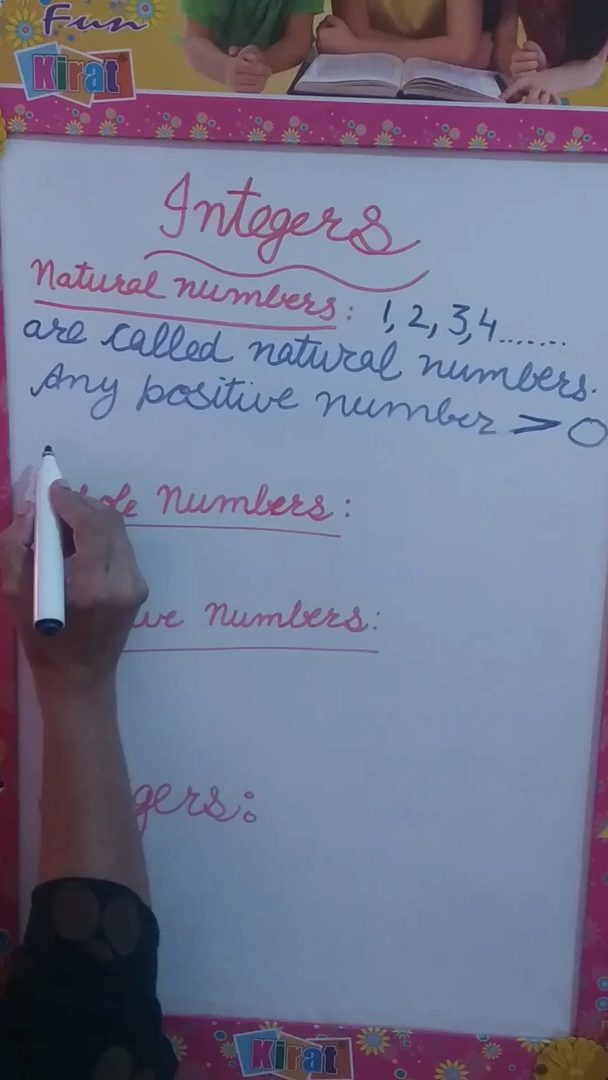 Fun
Kirat
Integers
Natural numbers: 1, 2, 3, 4.......
are called natural numbers.
Any positive number > 0
Numbers:
numbers:
Kirat